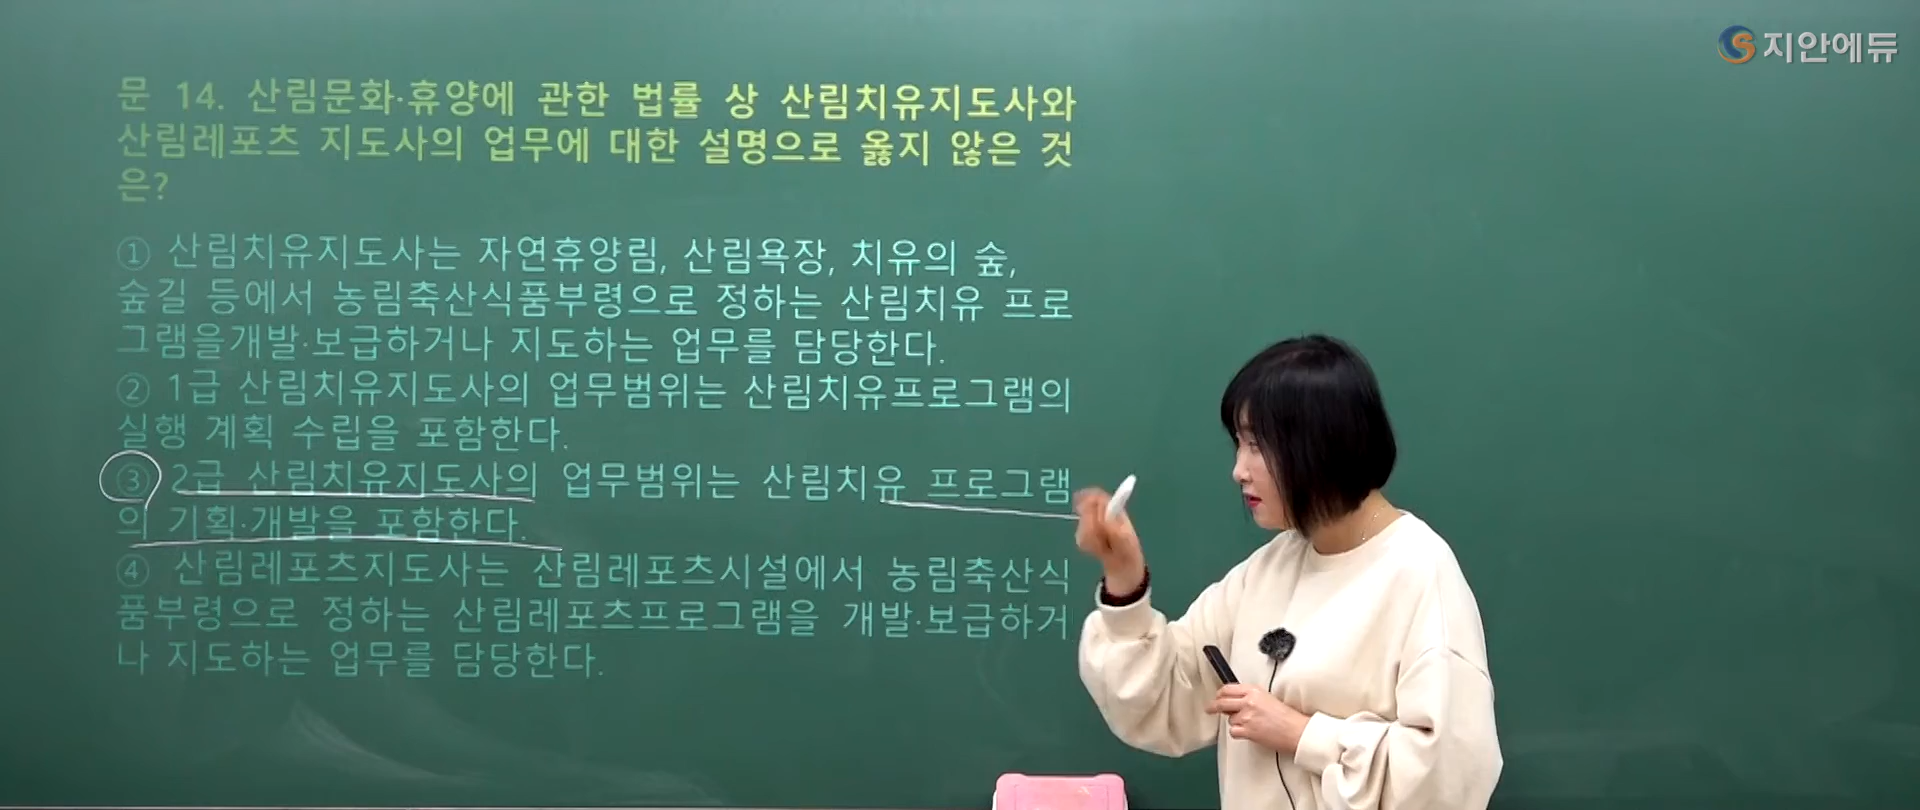 지안에듀
문 14. 산림문화·휴양에 관한 법률 상 산림치유지도사와
산림레포츠 지도사의 업무에 대한 설명으로 옳지 않은 것
은?
① 산림치유지도사는 자연휴양림, 산림욕장, 치유의 숲,
숲길 등에서 농림축산식품부령으로 정하는 산림치유 프로
그램을개발·보급하거나 지도하는 업무를 담당한다.
② 1급 산림치유지도사의 업무범위는 산림치유프로그램의
실행 계획 수립을 포함한다.
③ 2급 산림치유지도사의 업무범위는 산림치유 프로그램
의 기획·개발을 포함한다.
④ 산림레포츠지도사는 산림레포츠시설에서 농림축산식
품부령으로 정하는 산림레포츠프로그램을 개발·보급하거
나 지도하는 업무를 담당한다.